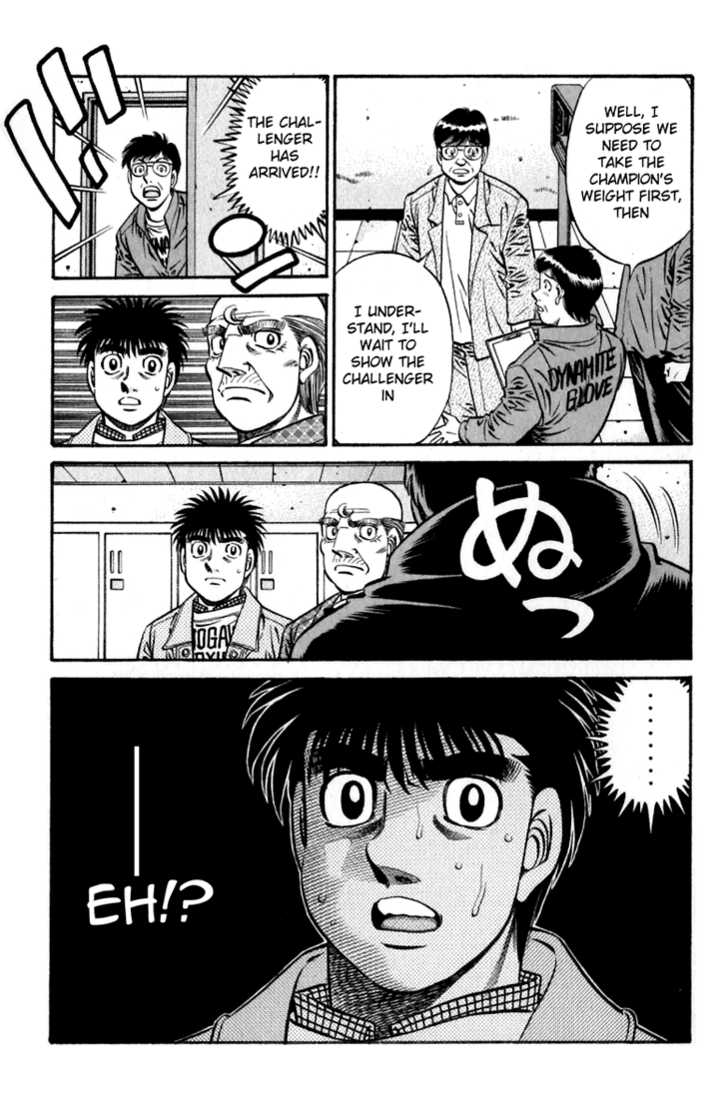 WELL, I
SUPPOSE WE
NEED TO
TAKE THE
CHAMPION'S
WEIGHT FIRST,
THEN
I UNDER-
STAND, I'LL
WAIT TO
SHOW THE
CHALLENGER
IN
DYNAMITE
GLOVE
THE CHAL-
LENGER
HAS
ARRIVED!!
ぬっ
........
EH!?